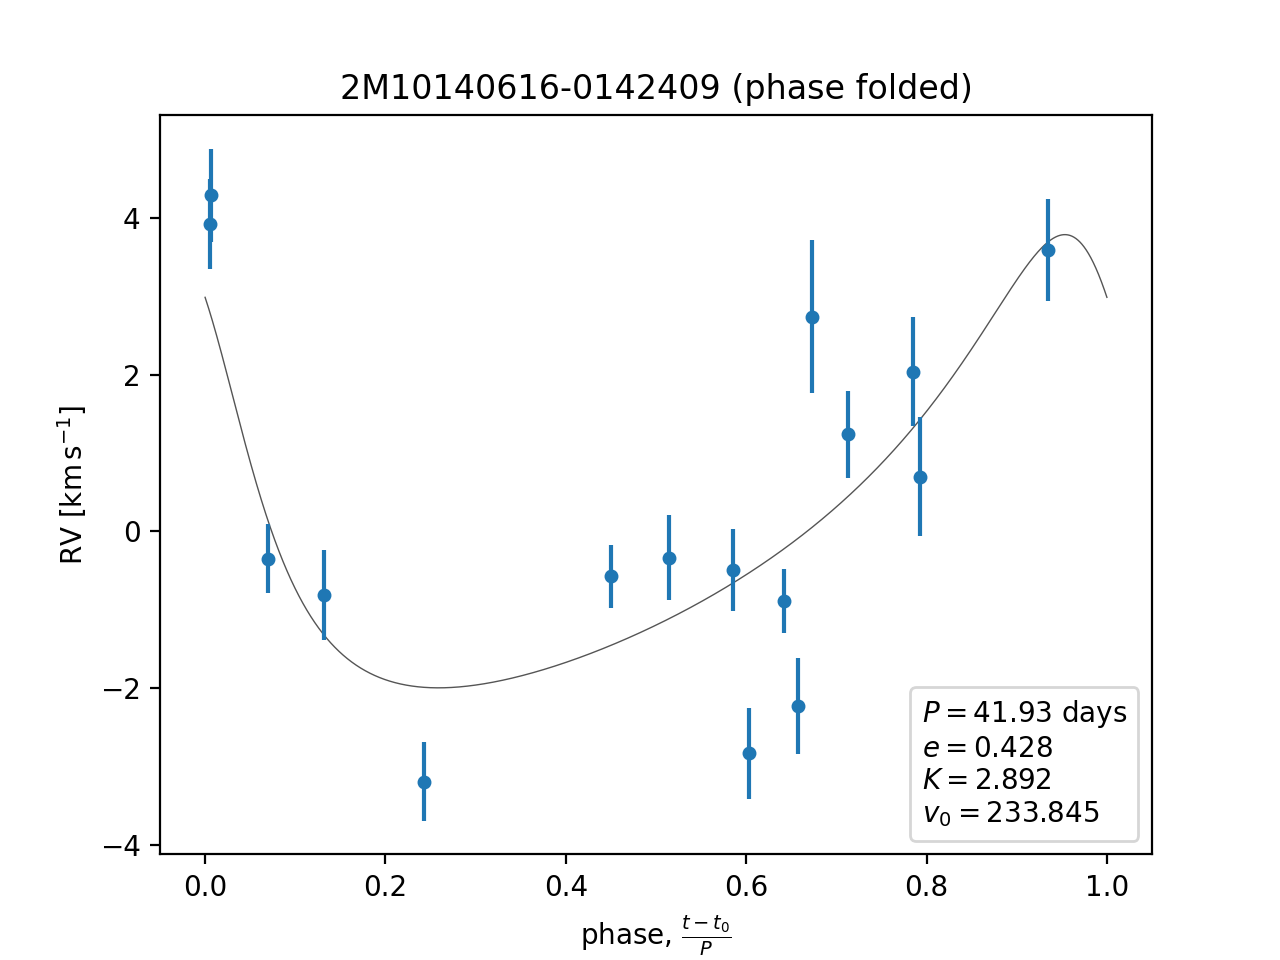 2M10140616-0142409 (phase folded)
RV [km s⁻¹]
4
2
0
−2
−4
P = 41.93 days
e = 0.428
K = 2.892
v₀ = 233.845
0.0 0.2 0.4 0.6 0.8 1.0
phase, (t − t₀)/P